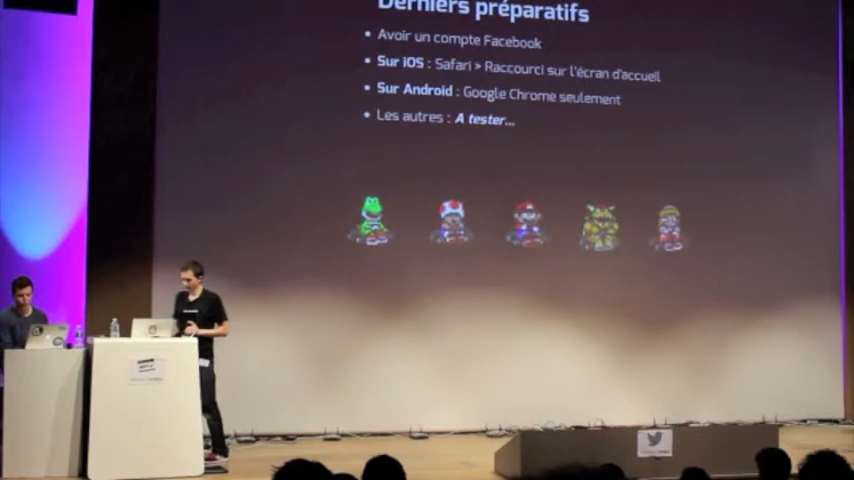 Derniers préparatifs
• Avoir un compte Facebook
• Sur iOS : Safari > Raccourci sur l'écran d'accueil
• Sur Android : Google Chrome seulement
• Les autres : A tester...